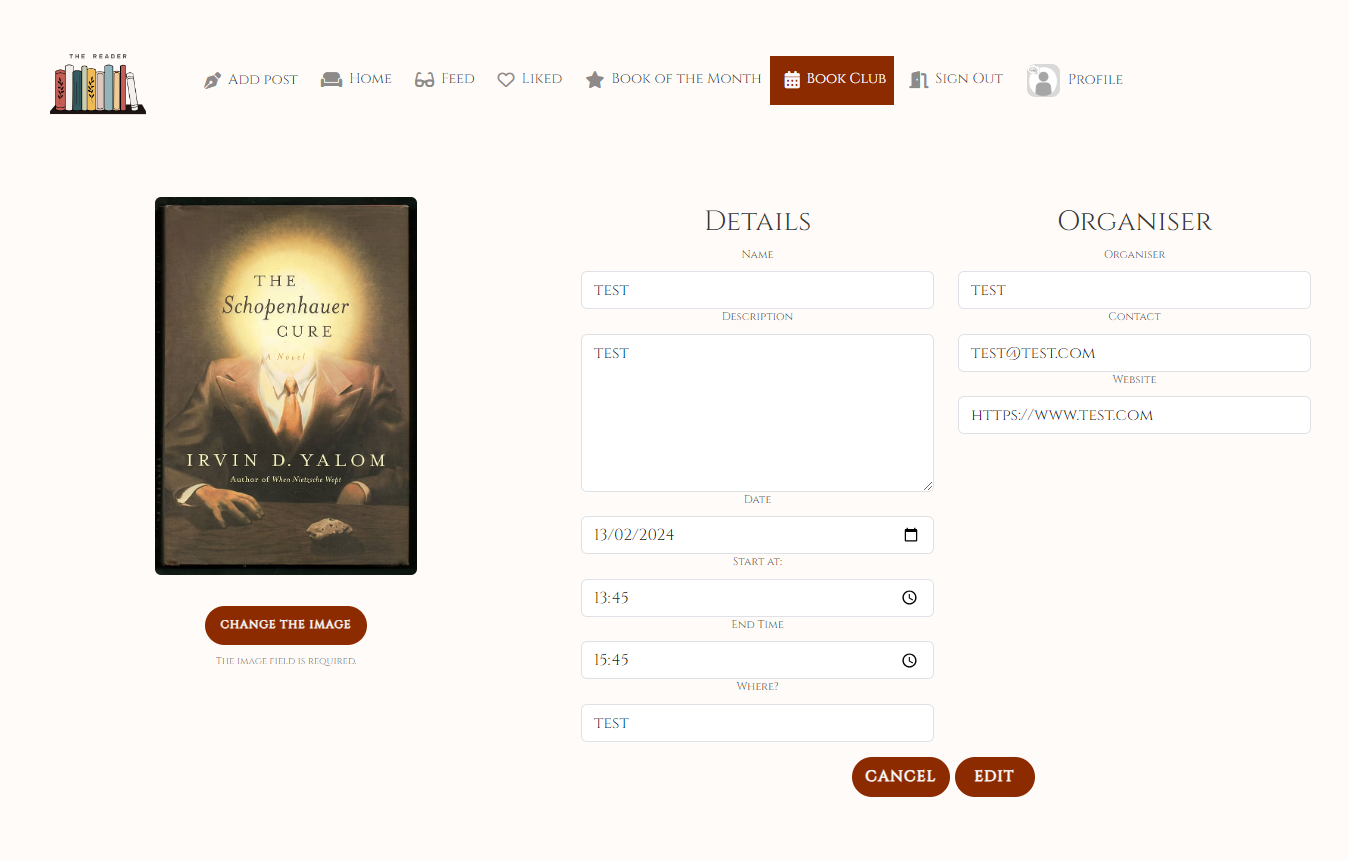 THE READER
Add post
Home
Feed
Liked
Book of the Month
Book Club
Sign Out
Profile
THE
Schopenhauer
CURE
A Novel
IRVIN D. YALOM
Author of When Nietzsche Wept
Change the image
The image field is required.
Details
Name
test
Description
test
Date
13/02/2024
Start at:
13:45
End Time
15:45
Where?
test
Organiser
Organiser
test
Contact
test@test.com
Website
https://www.test.com
Cancel
Edit